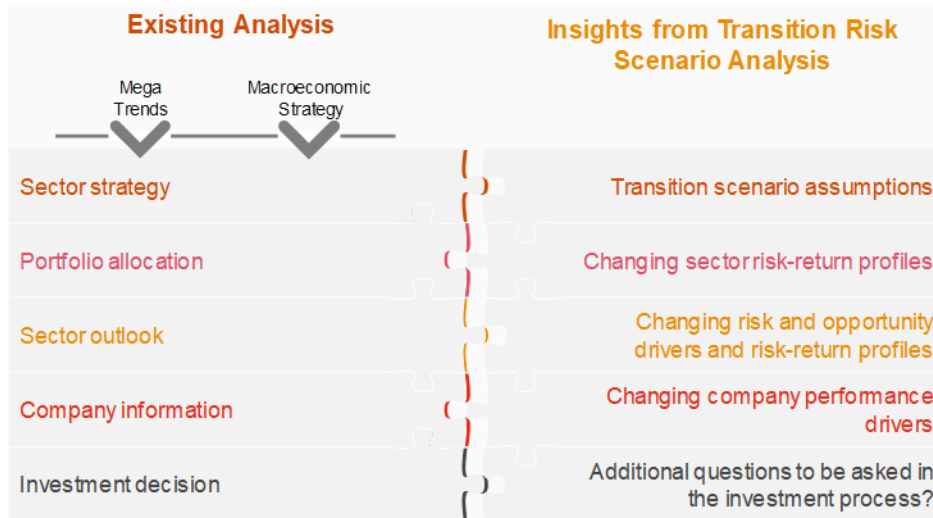 Existing Analysis
Insights from Transition Risk
Scenario Analysis
Mega
Trends
Macroeconomic
Strategy
Sector strategy
Transition scenario assumptions
Portfolio allocation
Changing sector risk-return profiles
Sector outlook
Changing risk and opportunity
drivers and risk-return profiles
Company information
Changing company performance
drivers
Investment decision
Additional questions to be asked in
the investment process?